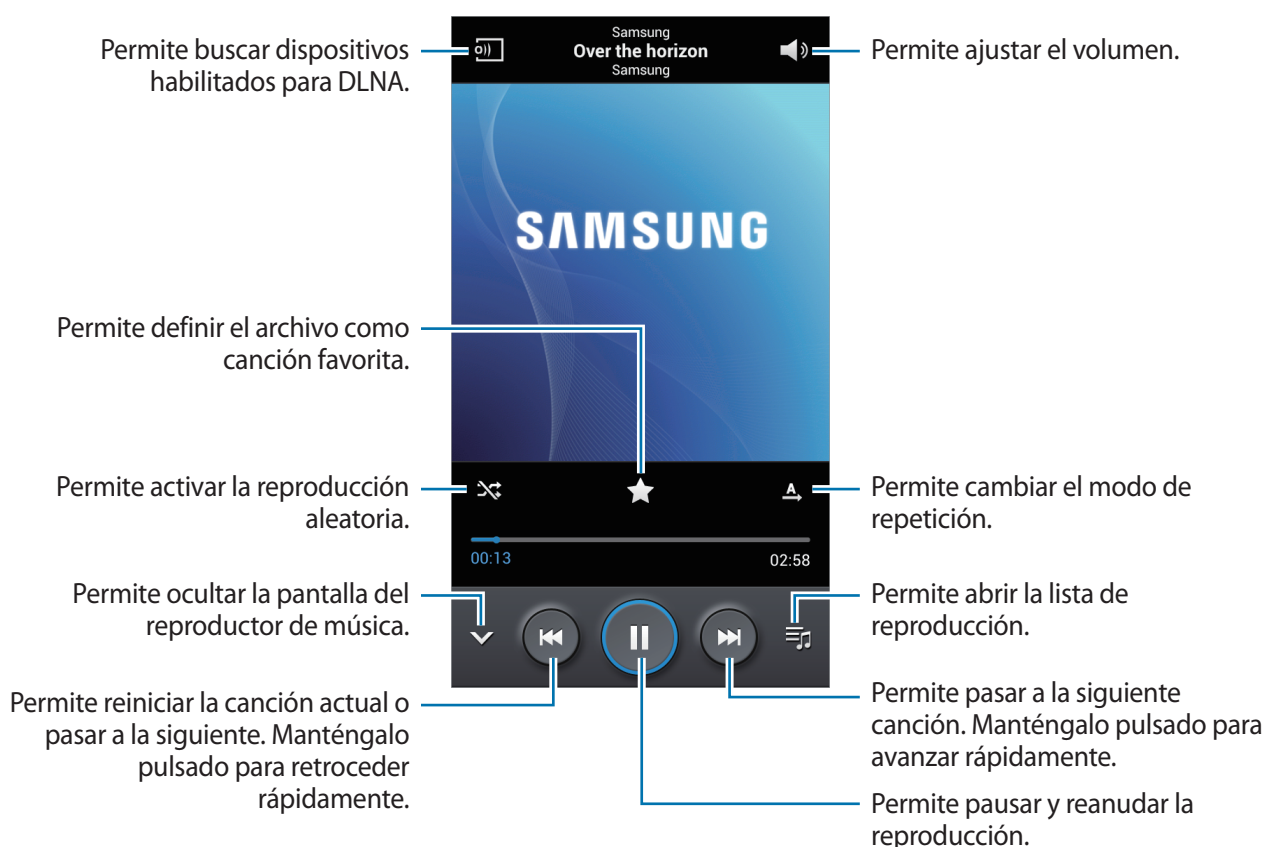 Permite buscar dispositivos
habilitados para DLNA.
Samsung
Over the horizon
Samsung
Permite ajustar el volumen.
SAMSUNG
Permite definir el archivo como
canción favorita.
Permite activar la reproducción
aleatoria.
A
Permite cambiar el modo de
repetición.
00:13
02:58
Permite ocultar la pantalla del
reproductor de música.
Permite abrir la lista de
reproducción.
Permite reiniciar la canción actual o
pasar a la siguiente. Manténgalo
pulsado para retroceder
rápidamente.
Permite pasar a la siguiente
canción. Manténgalo pulsado para
avanzar rápidamente.
Permite pausar y reanudar la
reproducción.